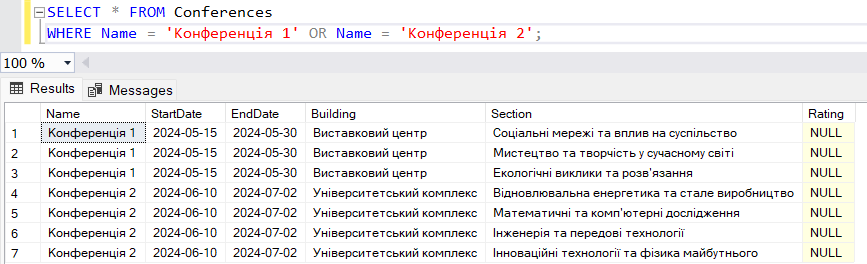 SELECT * FROM Conferences
WHERE Name = 'Конференція 1' OR Name = 'Конференція 2';
100 %
Results Messages
Name StartDate EndDate Building Section Rating
1 Конференція 1 2024-05-15 2024-05-30 Виставковий центр Соціальні мережі та вплив на суспільство NULL
2 Конференція 1 2024-05-15 2024-05-30 Виставковий центр Мистецтво та творчість у сучасному світі NULL
3 Конференція 1 2024-05-15 2024-05-30 Виставковий центр Екологічні виклики та розв'язання NULL
4 Конференція 2 2024-06-10 2024-07-02 Університетський комплекс Відновлювальна енергетика та стале виробництво NULL
5 Конференція 2 2024-06-10 2024-07-02 Університетський комплекс Математичні та комп'ютерні дослідження NULL
6 Конференція 2 2024-06-10 2024-07-02 Університетський комплекс Інженерія та передові технології NULL
7 Конференція 2 2024-06-10 2024-07-02 Університетський комплекс Інноваційні технології та фізика майбутнього NULL